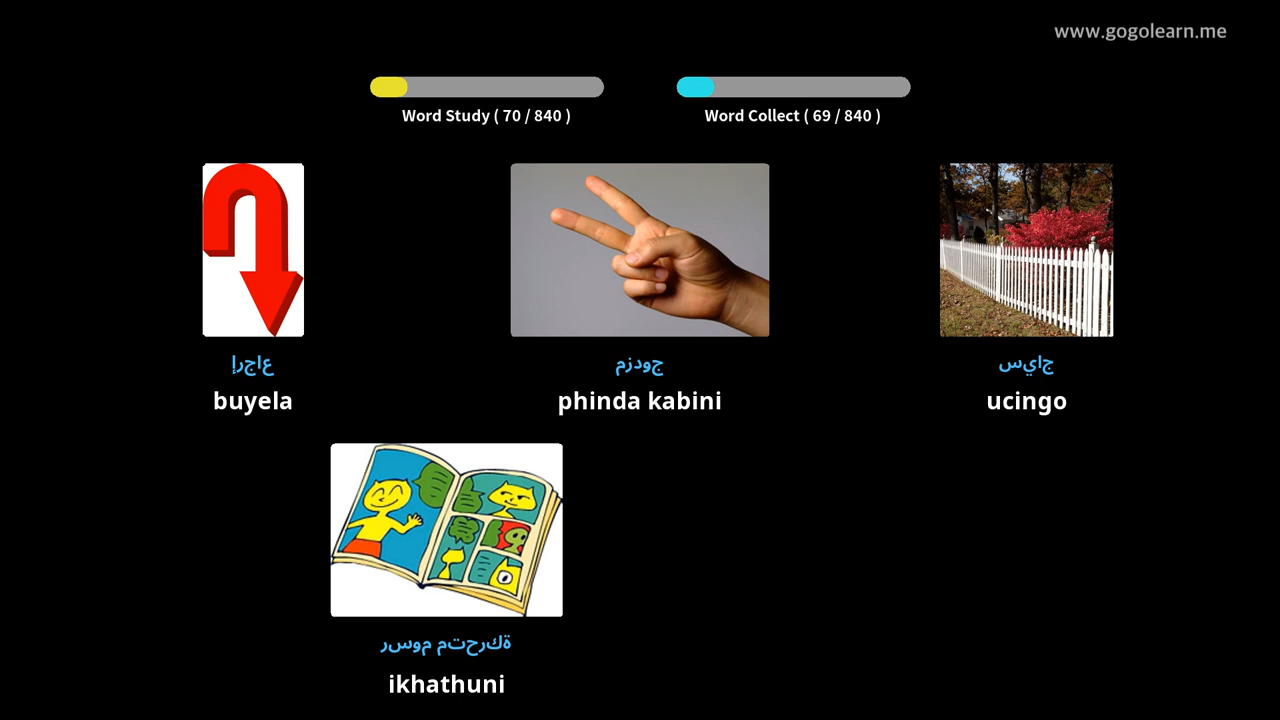 www.gogolearn.me
Word Study ( 70 / 840 )
Word Collect ( 69 / 840 )
إرجاع
buyela
مزدوج
phinda kabini
سياج
ucingo
رسوم متحركة
ikhathuni